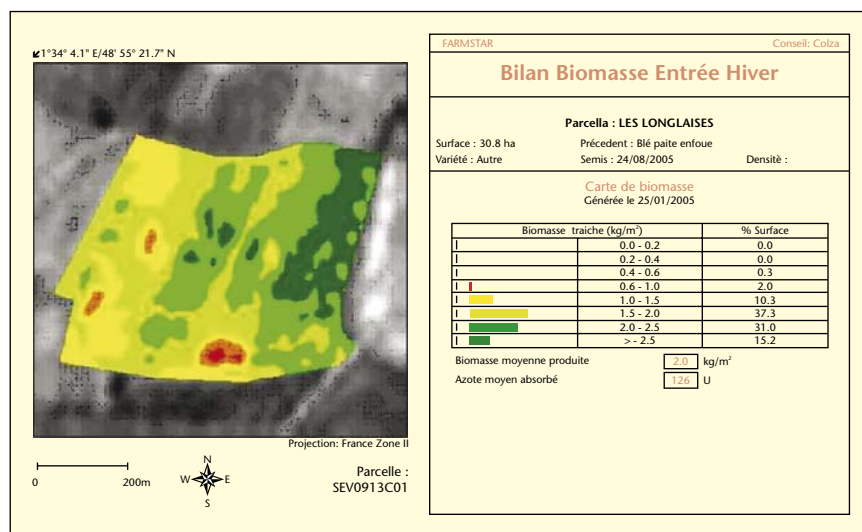 1°34° 4.1" E/48' 55° 21.7" N
Projection: France Zone II
0 200m
N
W E
S
Parcelle :
SEV0913C01
FARMSTAR Conseil: Colza
Bilan Biomasse Entrée Hiver
Parcella : LES LONGLAISES
Surface : 30.8 ha Précedent : Blé paite enfoue
Variété : Autre Semis : 24/08/2005 Densitè :
Carte de biomasse
Générée le 25/01/2005
Biomasse traiche (kg/m²) % Surface
0.0 - 0.2 0.0
0.2 - 0.4 0.0
0.4 - 0.6 0.3
0.6 - 1.0 2.0
1.0 - 1.5 10.3
1.5 - 2.0 37.3
2.0 - 2.5 31.0
> - 2.5 15.2
Biomasse moyenne produite 2.0 kg/m²
Azote moyen absorbé 126 U